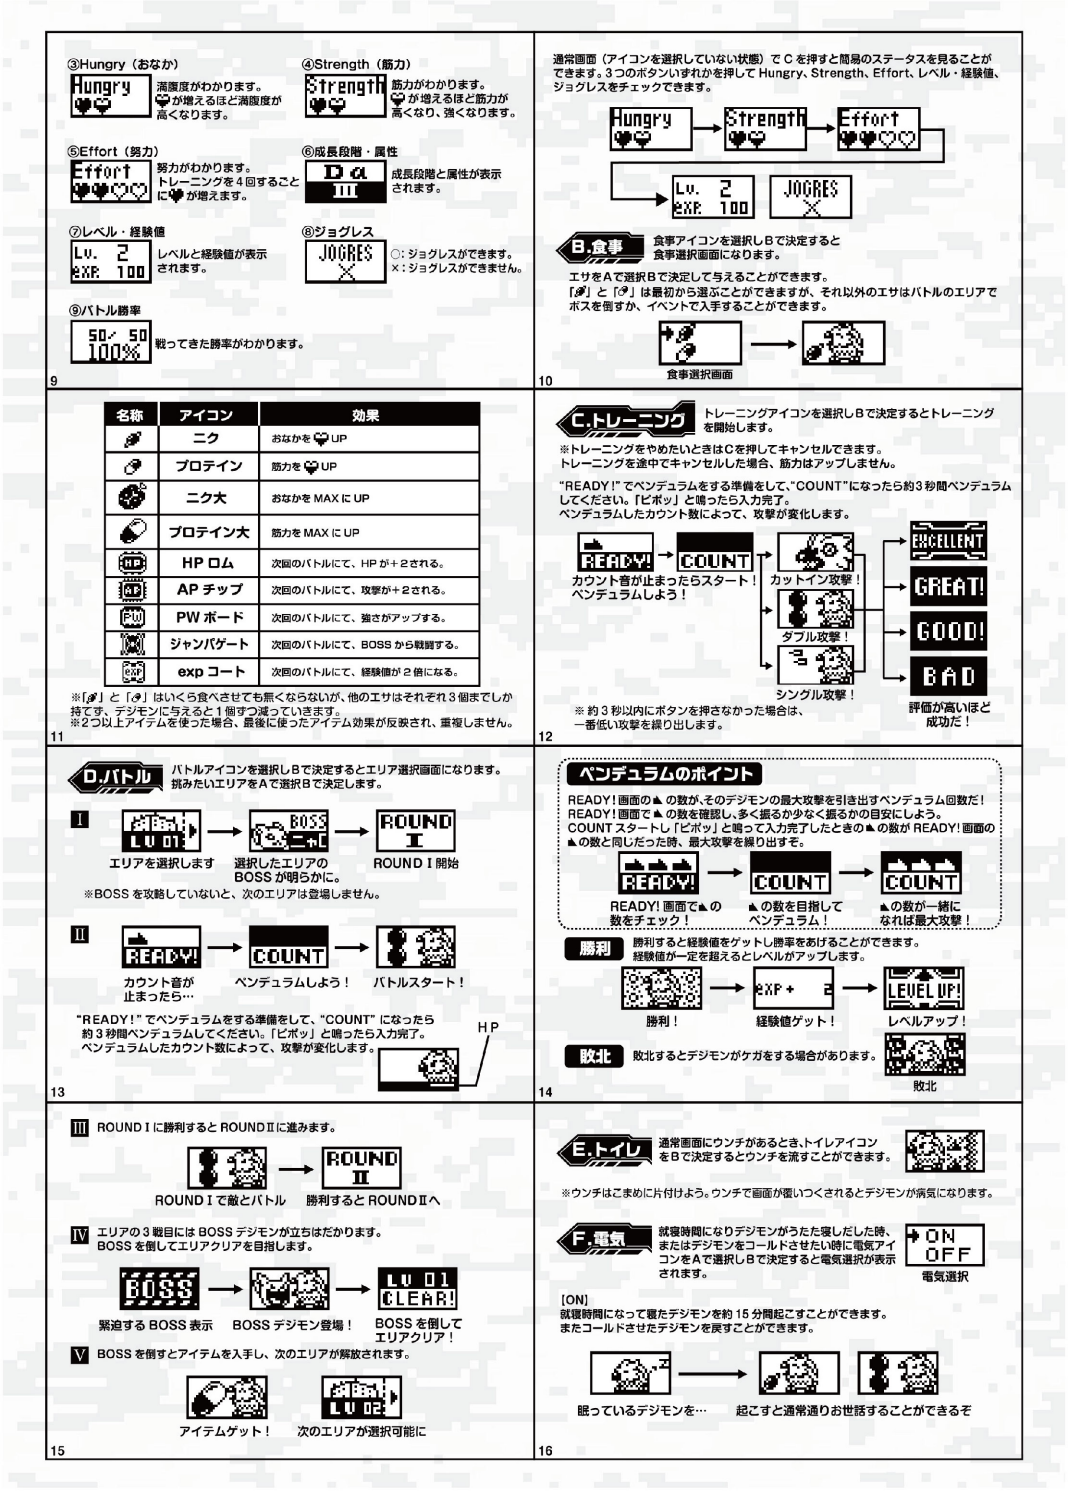 ③Hungry（おなか）
Hungry
満腹度がわかります。
が増えるほど満腹度が
高くなります。
④Strength（筋力）
Strength
筋力がわかります。
が増えるほど筋力が
高くなり、強くなります。
⑤Effort（努力）
Effort
努力がわかります。
トレーニングを4回するごと
に が増えます。
⑥成長段階・属性
Da
III
成長段階と属性が表示
されます。
⑦レベル・経験値
Lv. 2
exp. 100
レベルと経験値が表示
されます。
⑧ジョグレス
JOGRES
×
○：ジョグレスができます。
×：ジョグレスができません。
⑨バトル勝率
50/ 50
100%
戦ってきた勝率がわかります。
9
通常画面（アイコンを選択していない状態）でCを押すと簡易のステータスを見ることが
できます。3つのボタンいずれかを押してHungry、Strength、Effort、レベル・経験値、
ジョグレスをチェックできます。
Hungry
Strength
Effort
Lv. 2
exp. 100
JOGRES
×
B.食事
食事アイコンを選択しBで決定すると
食事選択画面になります。
エサをAで選択Bで決定して与えることができます。
「 」と「 」は最初から選ぶことができますが、それ以外のエサはバトルのエリアで
ボスを倒すか、イベントで入手することができます。
食事選択画面
10
名称 アイコン 効果
ニク おなかを UP
プロテイン 筋力を UP
ニク大 おなかを MAX に UP
プロテイン大 筋力を MAX に UP
HP HP ロム 次回のバトルにて、HPが＋2される。
AP AP チップ 次回のバトルにて、攻撃が＋2される。
PW PW ボード 次回のバトルにて、強さがアップする。
ジャンパゲート 次回のバトルにて、BOSSから戦闘する。
exp exp コート 次回のバトルにて、経験値が2倍になる。
※「 」と「 」はいくら食べさせても無くならないが、他のエサはそれぞれ3個までしか
持てず、デジモンに与えると1個ずつ減っていきます。
※2つ以上アイテムを使った場合、最後に使ったアイテム効果が反映され、重複しません。
11
C.トレーニング
トレーニングアイコンを選択しBで決定するとトレーニング
を開始します。
※トレーニングをやめたいときはCを押してキャンセルできます。
トレーニングを途中でキャンセルした場合、筋力はアップしません。
“READY！”でペンデュラムをする準備をして、“COUNT”になったら約3秒間ペンデュラム
してください。「ピポッ」と鳴ったら入力完了。
ペンデュラムしたカウント数によって、攻撃が変化します。
READY!
COUNT
カウント音が止まったらスタート！
ペンデュラムしよう！
カットイン攻撃！
ダブル攻撃！
シングル攻撃！
EXCELLENT
GREAT!
GOOD!
BAD
評価が高いほど
成功だ！
※約3秒以内にボタンを押さなかった場合は、
一番低い攻撃を繰り出します。
12
D.バトル
バトルアイコンを選択しBで決定するとエリア選択画面になります。
挑みたいエリアをAで選択Bで決定します。
I
LV 01
エリアを選択します
BOSS
選択したエリアの
BOSSが明らかに。
ROUND
I
ROUND I 開始
※BOSSを攻略していないと、次のエリアは登場しません。
II
READY!
カウント音が
止まったら…
COUNT
ペンデュラムしよう！
バトルスタート！
“READY！”でペンデュラムをする準備をして、“COUNT”になったら
約3秒間ペンデュラムしてください。「ピポッ」と鳴ったら入力完了。
ペンデュラムしたカウント数によって、攻撃が変化します。
HP
13
ペンデュラムのポイント
READY！画面の の数が、そのデジモンの最大攻撃を引き出すペンデュラム回数だ！
READY！画面で の数を確認し、多く振るか少なく振るかの目安にしよう。
COUNTスタートし「ピポッ」と鳴って入力完了したときの の数がREADY！画面の
の数と同じだった時、最大攻撃を繰り出すぞ。
READY!
COUNT
COUNT
READY！画面で の
数をチェック！
の数を目指して
ペンデュラム！
の数が一緒に
なれば最大攻撃！
勝利
勝利すると経験値をゲットし勝率をあげることができます。
経験値が一定を超えるとレベルがアップします。
勝利！
exp+ 2
経験値ゲット！
LEVEL UP!
レベルアップ！
敗北
敗北するとデジモンがケガをする場合があります。
敗北
14
III
ROUND I に勝利すると ROUND II に進みます。
ROUND I で敵とバトル
ROUND
II
勝利すると ROUND II へ
IV
エリアの3戦目にはBOSSデジモンが立ちはだかります。
BOSSを倒してエリアクリアを目指します。
BOSS
緊迫するBOSS表示
BOSSデジモン登場！
LV 01
CLEAR!
BOSSを倒して
エリアクリア！
V
BOSSを倒すとアイテムを入手し、次のエリアが解放されます。
アイテムゲット！
LV 02
次のエリアが選択可能に
15
E.トイレ
通常画面にウンチがあるとき、トイレアイコン
をBで決定するとウンチを流すことができます。
※ウンチはこまめに片付けよう。ウンチで画面が覆いつくされるとデジモンが病気になります。
F.電気
就寝時間になりデジモンがうたた寝しだした時、
またはデジモンをコールドさせたい時に電気アイ
コンをAで選択しBで決定すると電気選択が表示
されます。
ON
OFF
電気選択
［ON］
就寝時間になって寝たデジモンを約15分間起こすことができます。
またコールドさせたデジモンを戻すことができます。
眠っているデジモンを…
起こすと通常通りお世話することができるぞ
16